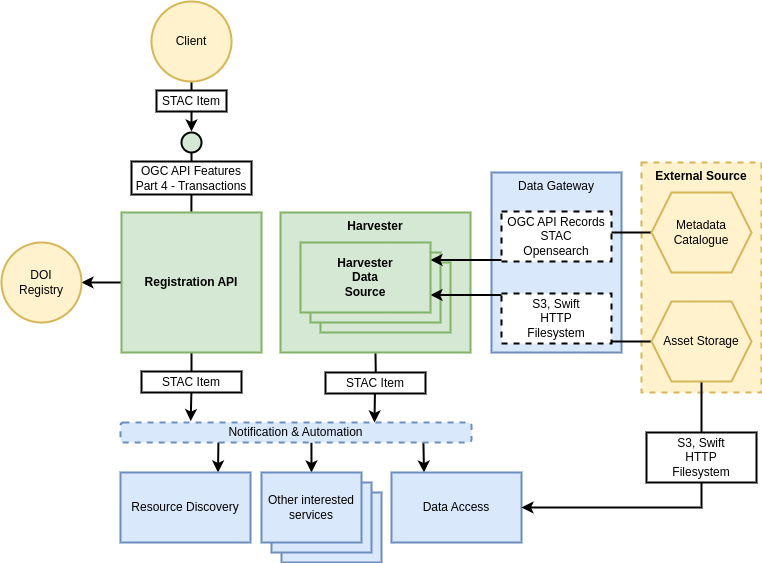 Client
STAC Item
OGC API Features
Part 4 - Transactions
Data Gateway
External Source
OGC API Records
STAC
Opensearch
Metadata
Catalogue
Harvester
Harvester
Data
Source
DOI
Registry
Registration API
S3, Swift
HTTP
Filesystem
Asset Storage
STAC Item
STAC Item
Notification & Automation
S3, Swift
HTTP
Filesystem
Resource Discovery
Other interested
services
Data Access